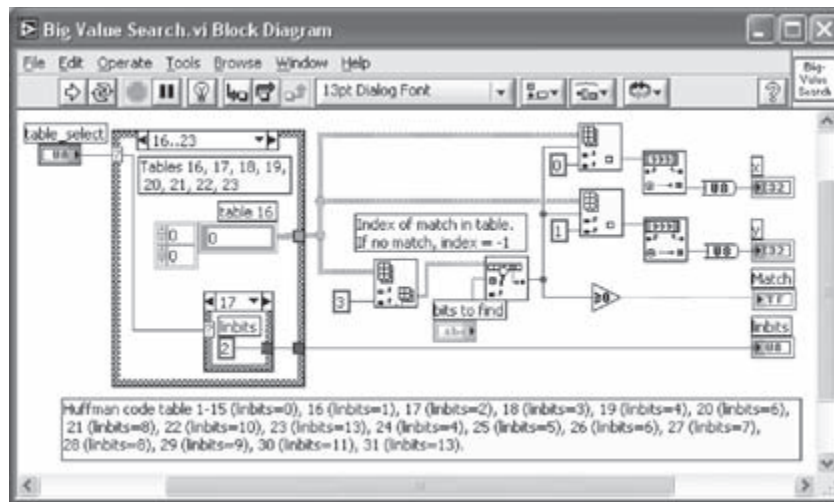 Big Value Search.vi Block Diagram
File Edit Operate Tools Browse Window Help
13pt Dialog Font
Big-
Value
Search
table_select
U8
16..23
Tables 16, 17, 18, 19,
20, 21, 22, 23
table 16
0
0
0
17
linbits
2
Index of match in table.
If no match, index = -1
3
bits to find
abc
0
1
≥0
U8
U8
x
I32
y
I32
Match
TF
linbits
U8
Huffman code table 1-15 (linbits=0), 16 (linbits=1), 17 (linbits=2), 18 (linbits=3), 19 (linbits=4), 20 (linbits=6),
21 (linbits=8), 22 (linbits=10), 23 (linbits=13), 24 (linbits=4), 25 (linbits=5), 26 (linbits=6), 27 (linbits=7),
28 (linbits=8), 29 (linbits=9), 30 (linbits=11), 31 (linbits=13).